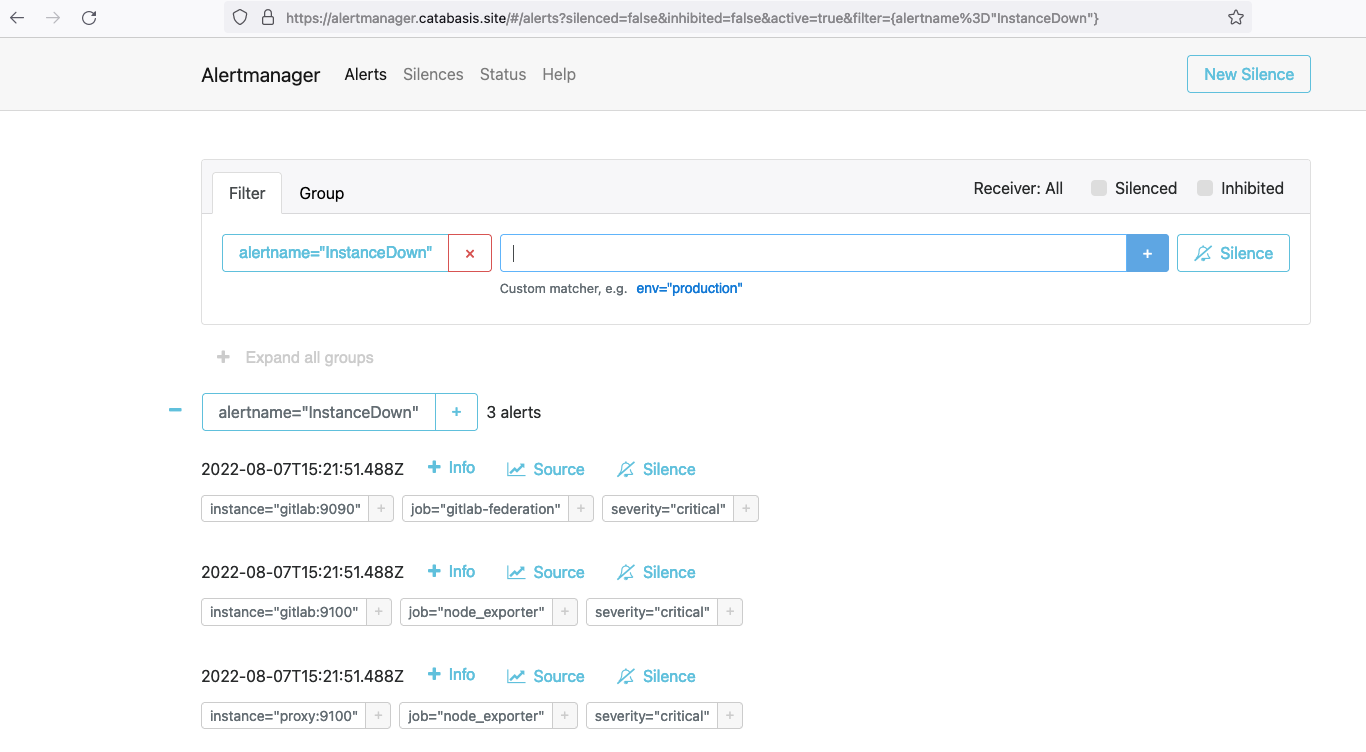 https://alertmanager.catabasis.site/#/alerts?silenced=false&inhibited=false&active=true&filter={alertname%3D"InstanceDown"}
Alertmanager Alerts Silences Status Help New Silence
Filter Group Receiver: All Silenced Inhibited
alertname="InstanceDown" × + Silence
Custom matcher, e.g. env="production"
+ Expand all groups
− alertname="InstanceDown" + 3 alerts
2022-08-07T15:21:51.488Z + Info Source Silence
instance="gitlab:9090" + job="gitlab-federation" + severity="critical" +
2022-08-07T15:21:51.488Z + Info Source Silence
instance="gitlab:9100" + job="node_exporter" + severity="critical" +
2022-08-07T15:21:51.488Z + Info Source Silence
instance="proxy:9100" + job="node_exporter" + severity="critical" +